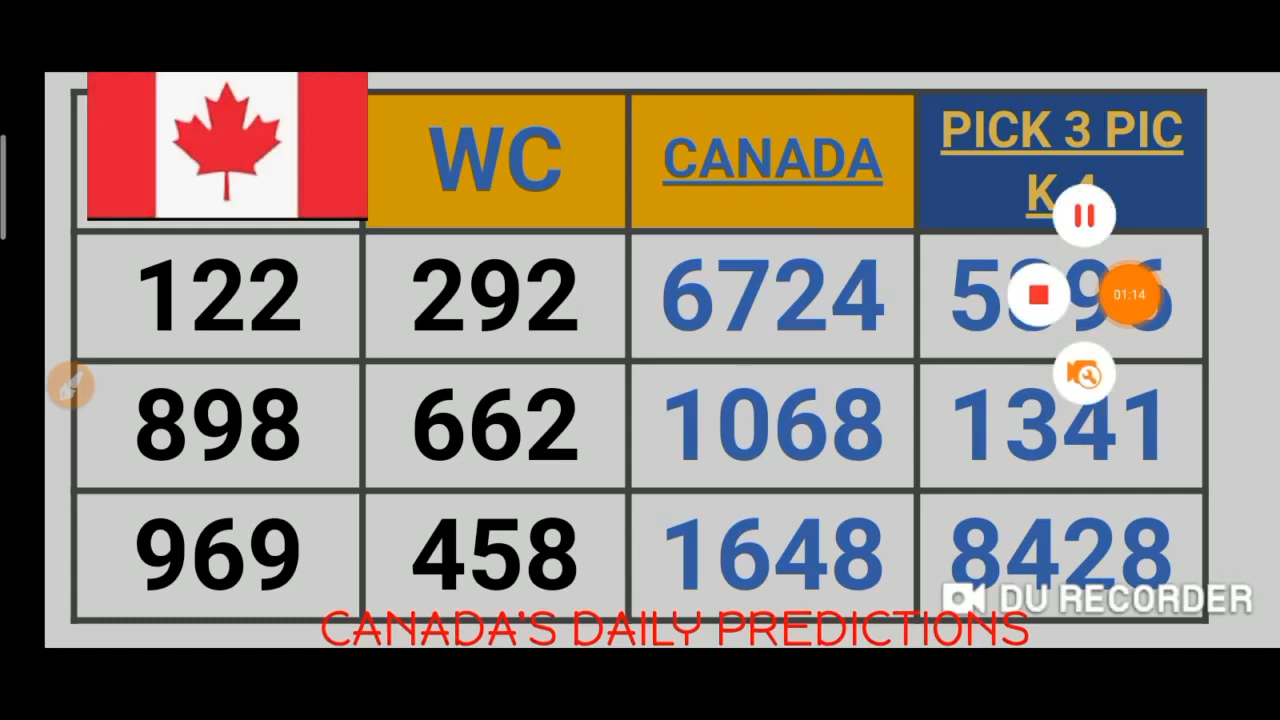 WC
CANADA
PICK 3 PIC
K 4
122 292 6724
898 662 1068 1341
969 458 1648 8428
01:14
DU RECORDER
CANADA'S DAILY PREDICTIONS